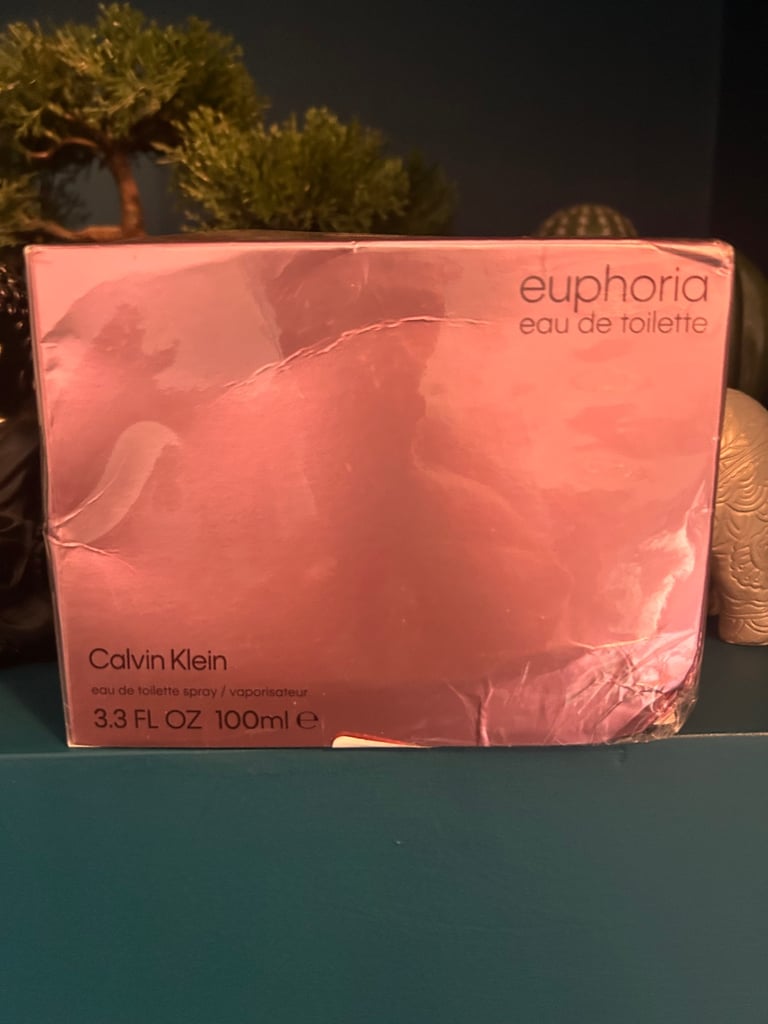 euphoria
eau de toilette
Calvin Klein
eau de toilette spray / vaporisateur
3.3 FL OZ 100ml ℮